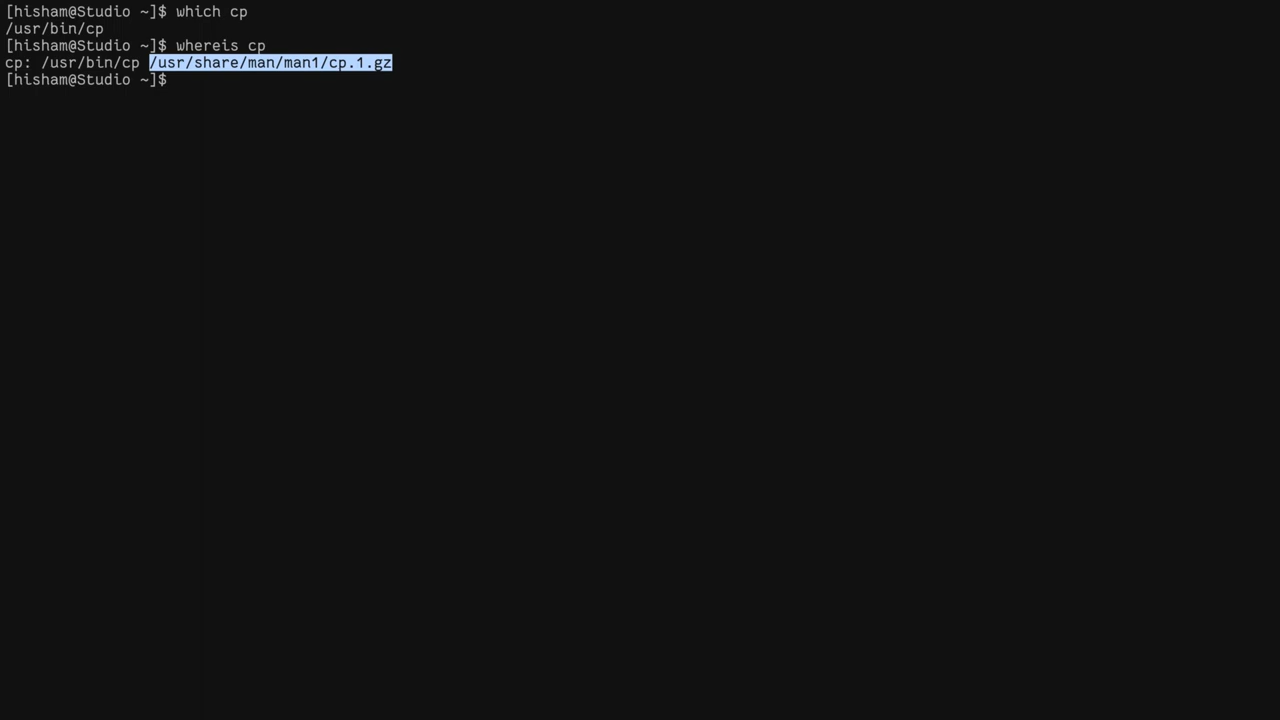 [hisham@Studio ~]$ which cp
/usr/bin/cp
[hisham@Studio ~]$ whereis cp
cp: /usr/bin/cp /usr/share/man/man1/cp.1.gz
[hisham@Studio ~]$